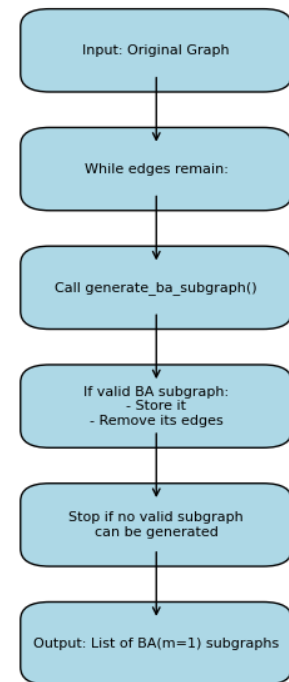 Input: Original Graph
While edges remain:
Call generate_ba_subgraph()
If valid BA subgraph:
- Store it
- Remove its edges
Stop if no valid subgraph
can be generated
Output: List of BA(m=1) subgraphs